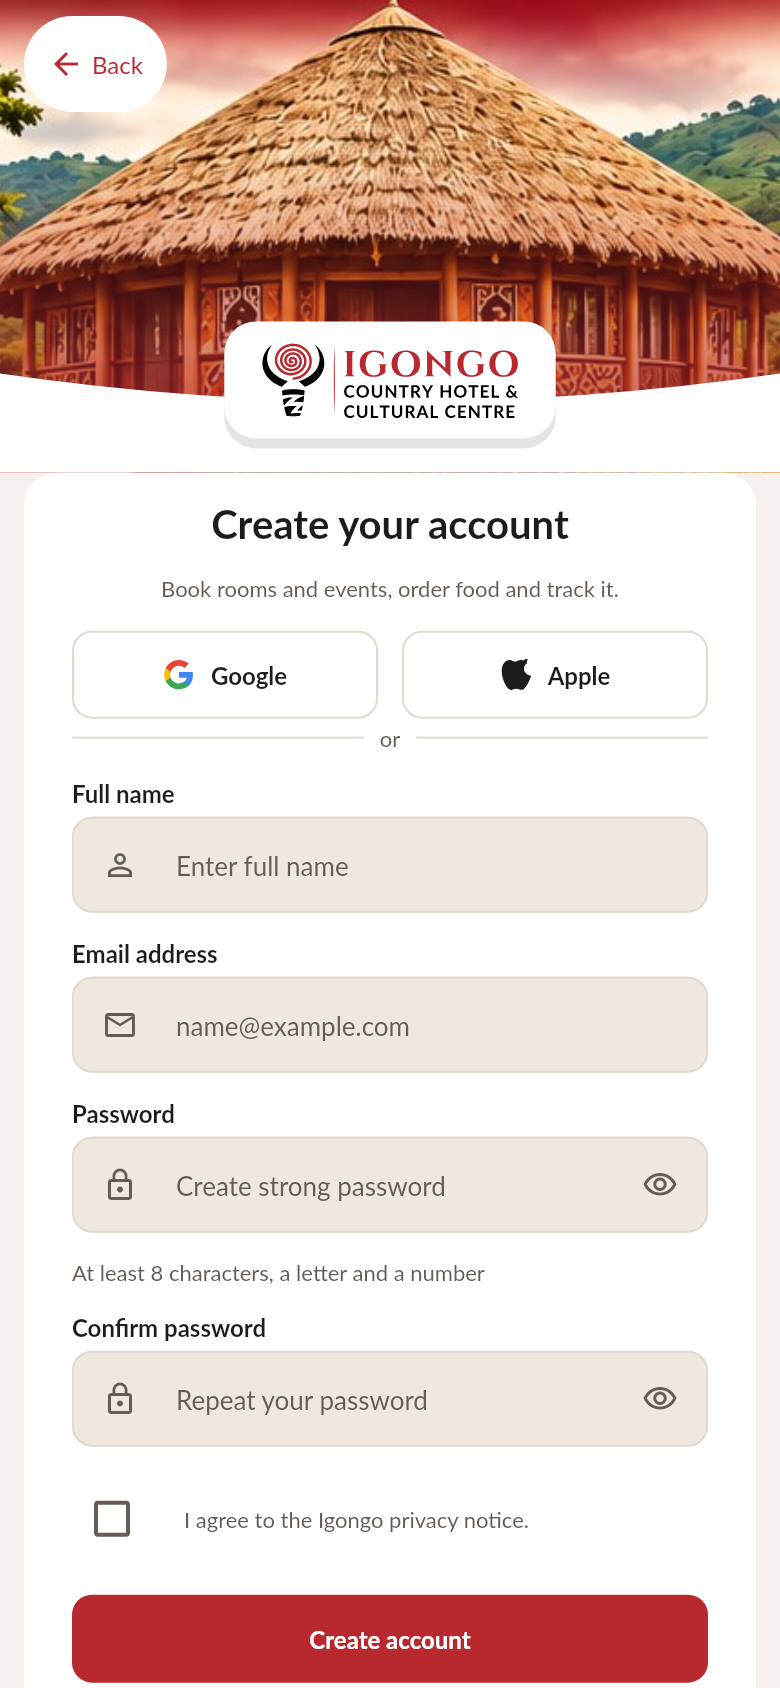 Back
IGONGO
COUNTRY HOTEL &
CULTURAL CENTRE
Create your account
Book rooms and events, order food and track it.
Google
Apple
or
Full name
Enter full name
Email address
name@example.com
Password
Create strong password
At least 8 characters, a letter and a number
Confirm password
Repeat your password
I agree to the Igongo privacy notice.
Create account